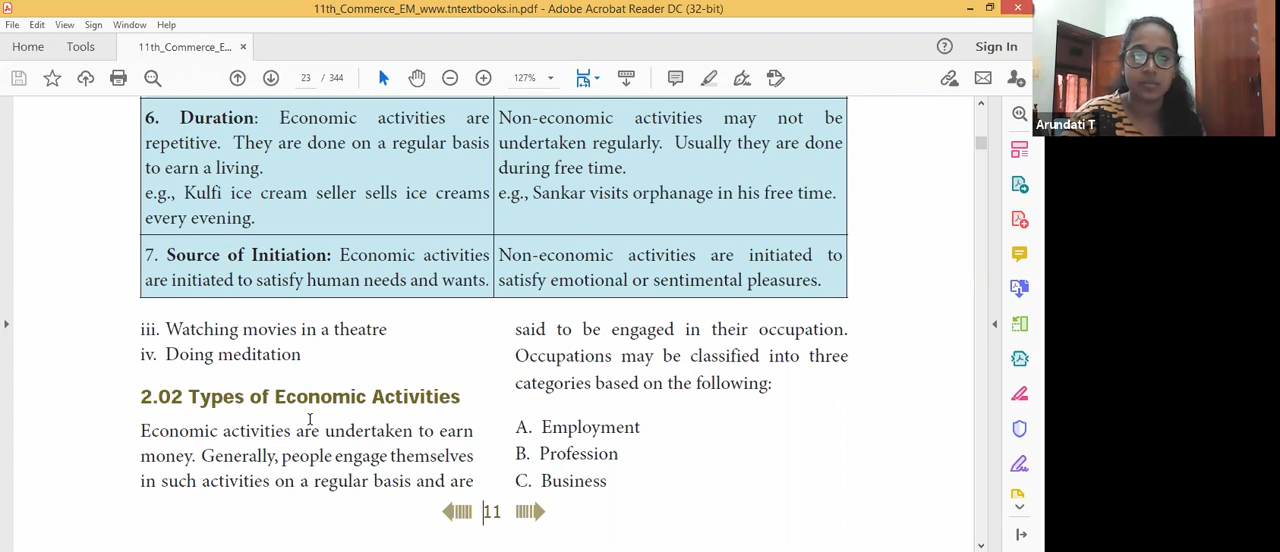 11th_Commerce_EM_www.tntextbooks.in.pdf - Adobe Acrobat Reader DC (32-bit)
File Edit View Sign Window Help
Home Tools 11th_Commerce_E... × Sign In
23 / 344 127%
Arundati T
6. Duration: Economic activities are
repetitive. They are done on a regular basis
to earn a living.
e.g., Kulfi ice cream seller sells ice creams
every evening.
Non-economic activities may not be
undertaken regularly. Usually they are done
during free time.
e.g., Sankar visits orphanage in his free time.
7. Source of Initiation: Economic activities
are initiated to satisfy human needs and wants.
Non-economic activities are initiated to
satisfy emotional or sentimental pleasures.
iii. Watching movies in a theatre
iv. Doing meditation
2.02 Types of Economic Activities
Economic activities are undertaken to earn
money. Generally, people engage themselves
in such activities on a regular basis and are
said to be engaged in their occupation.
Occupations may be classified into three
categories based on the following:
A. Employment
B. Profession
C. Business
11